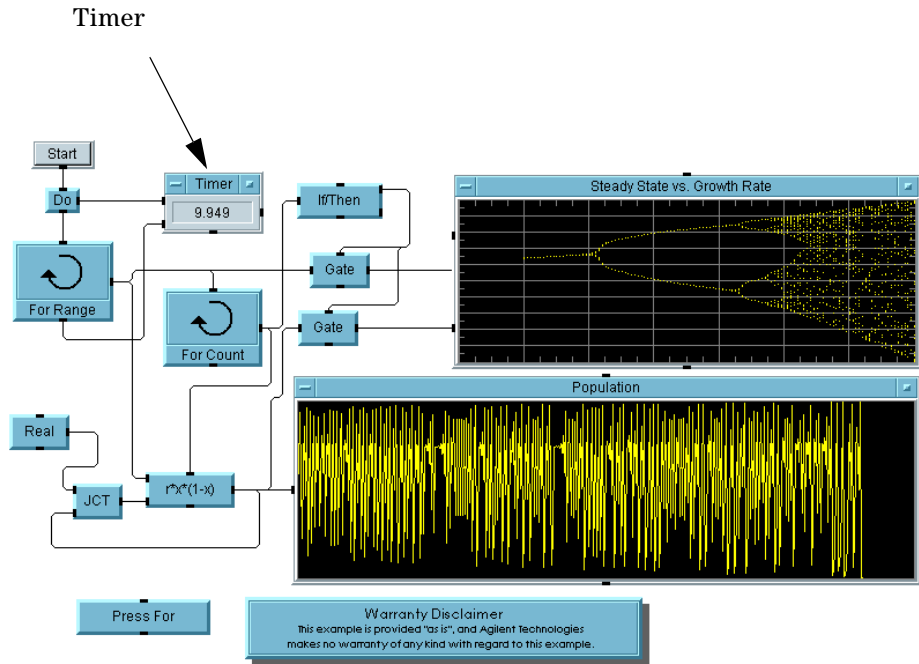 Timer
Start
Do
Timer
9.949
If/Then
Steady State vs. Growth Rate
For Range
For Count
Gate
Gate
Population
Real
JCT
r*x*(1-x)
Press For
Warranty Disclaimer
This example is provided "as is", and Agilent Technologies
makes no warranty of any kind with regard to this example.